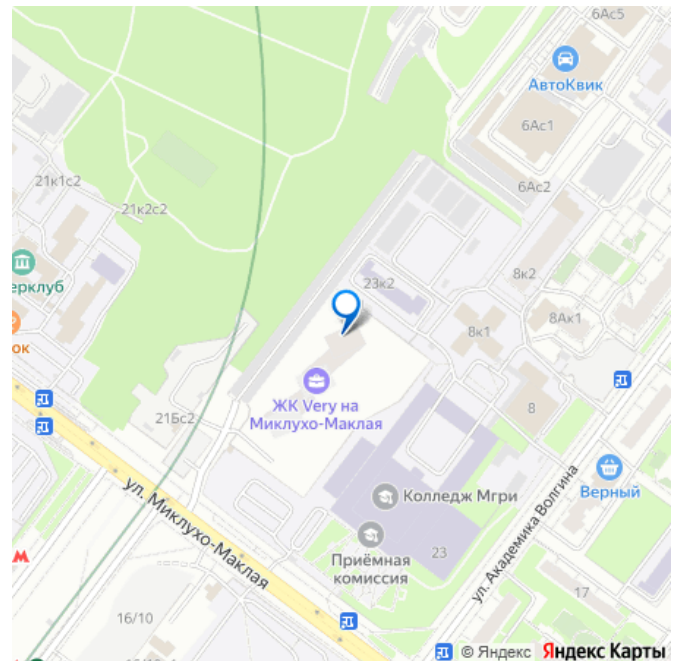 6Ас5
АвтоКвик
6Ас1
21к1с2
6Ас2
21к2с2
8к2
ерклуб
23к2
8Ак1
8к1
ок
ЖК Very на
Миклухо-Маклая
8
21Бс2
Верный
Колледж Мгри
ул. Миклухо-Маклая
ул. Академика Волгина
Приёмная
комиссия
23
17
16/10
© Яндекс Яндекс Карты